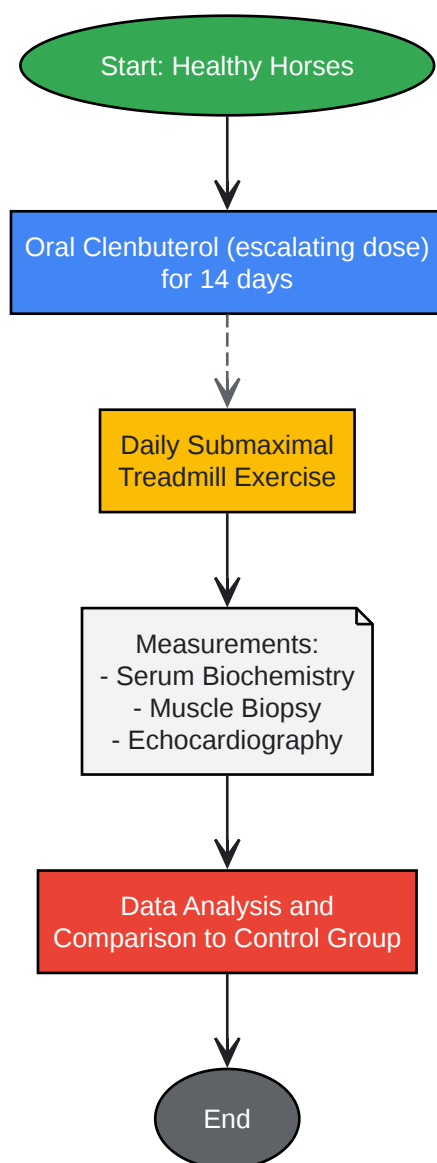 Start: Healthy Horses
Oral Clenbuterol (escalating dose)
for 14 days
Daily Submaximal
Treadmill Exercise
Measurements:
- Serum Biochemistry
- Muscle Biopsy
- Echocardiography
Data Analysis and
Comparison to Control Group
End